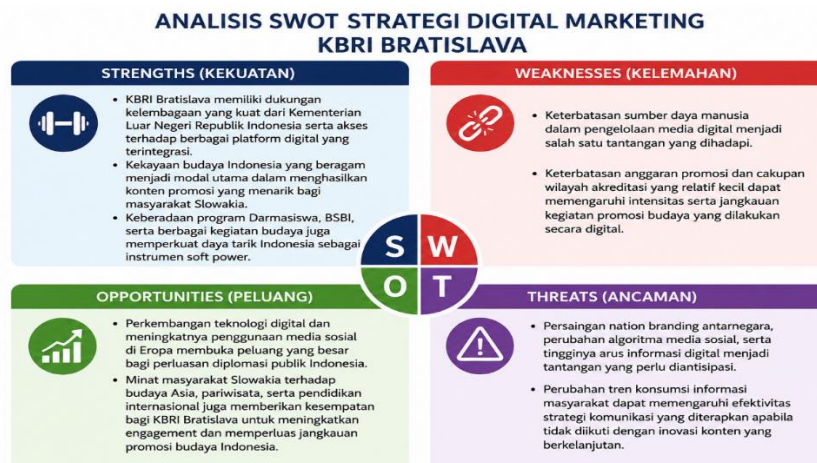 ANALISIS SWOT STRATEGI DIGITAL MARKETING
KBRI BRATISLAVA
STRENGTHS (KEKUATAN)
• KBRI Bratislava memiliki dukungan
kelembagaan yang kuat dari Kementerian
Luar Negeri Republik Indonesia serta akses
terhadap berbagai platform digital yang
terintegrasi.
• Kekayaan budaya Indonesia yang beragam
menjadi modal utama dalam menghasilkan
konten promosi yang menarik bagi
masyarakat Slowakia.
• Keberadaan program Darmasiswa, BSBI,
serta berbagai kegiatan budaya juga
memperkuat daya tarik Indonesia sebagai
instrumen soft power.
WEAKNESSES (KELEMAHAN)
• Keterbatasan sumber daya manusia
dalam pengelolaan media digital menjadi
salah satu tantangan yang dihadapi.
• Keterbatasan anggaran promosi dan cakupan
wilayah akreditasi yang relatif kecil dapat
memengaruhi intensitas serta jangkauan
kegiatan promosi budaya yang dilakukan
secara digital.
S W
O T
OPPORTUNITIES (PELUANG)
• Perkembangan teknologi digital dan
meningkatnya penggunaan media sosial
di Eropa membuka peluang yang besar
bagi perluasan diplomasi publik Indonesia.
• Minat masyarakat Slowakia terhadap
budaya Asia, pariwisata, serta pendidikan
internasional juga memberikan kesempatan
bagi KBRI Bratislava untuk meningkatkan
engagement dan memperluas jangkauan
promosi budaya Indonesia.
THREATS (ANCAMAN)
• Persaingan nation branding antarnegara,
perubahan algoritma media sosial, serta
tingginya arus informasi digital menjadi
tantangan yang perlu diantisipasi.
• Perubahan tren konsumsi informasi
masyarakat dapat memengaruhi efektivitas
strategi komunikasi yang diterapkan apabila
tidak diikuti dengan inovasi konten yang
berkelanjutan.